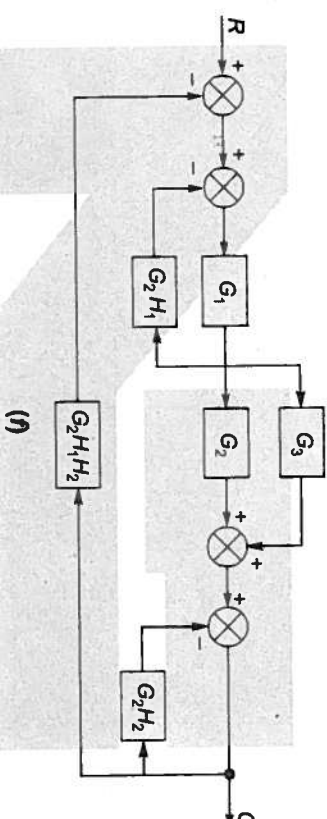 R
+
−
+
−
G₁
G₂H₁
G₃
G₂
+
+
+
−
G₂H₂
C
G₂H₁H₂
(f)